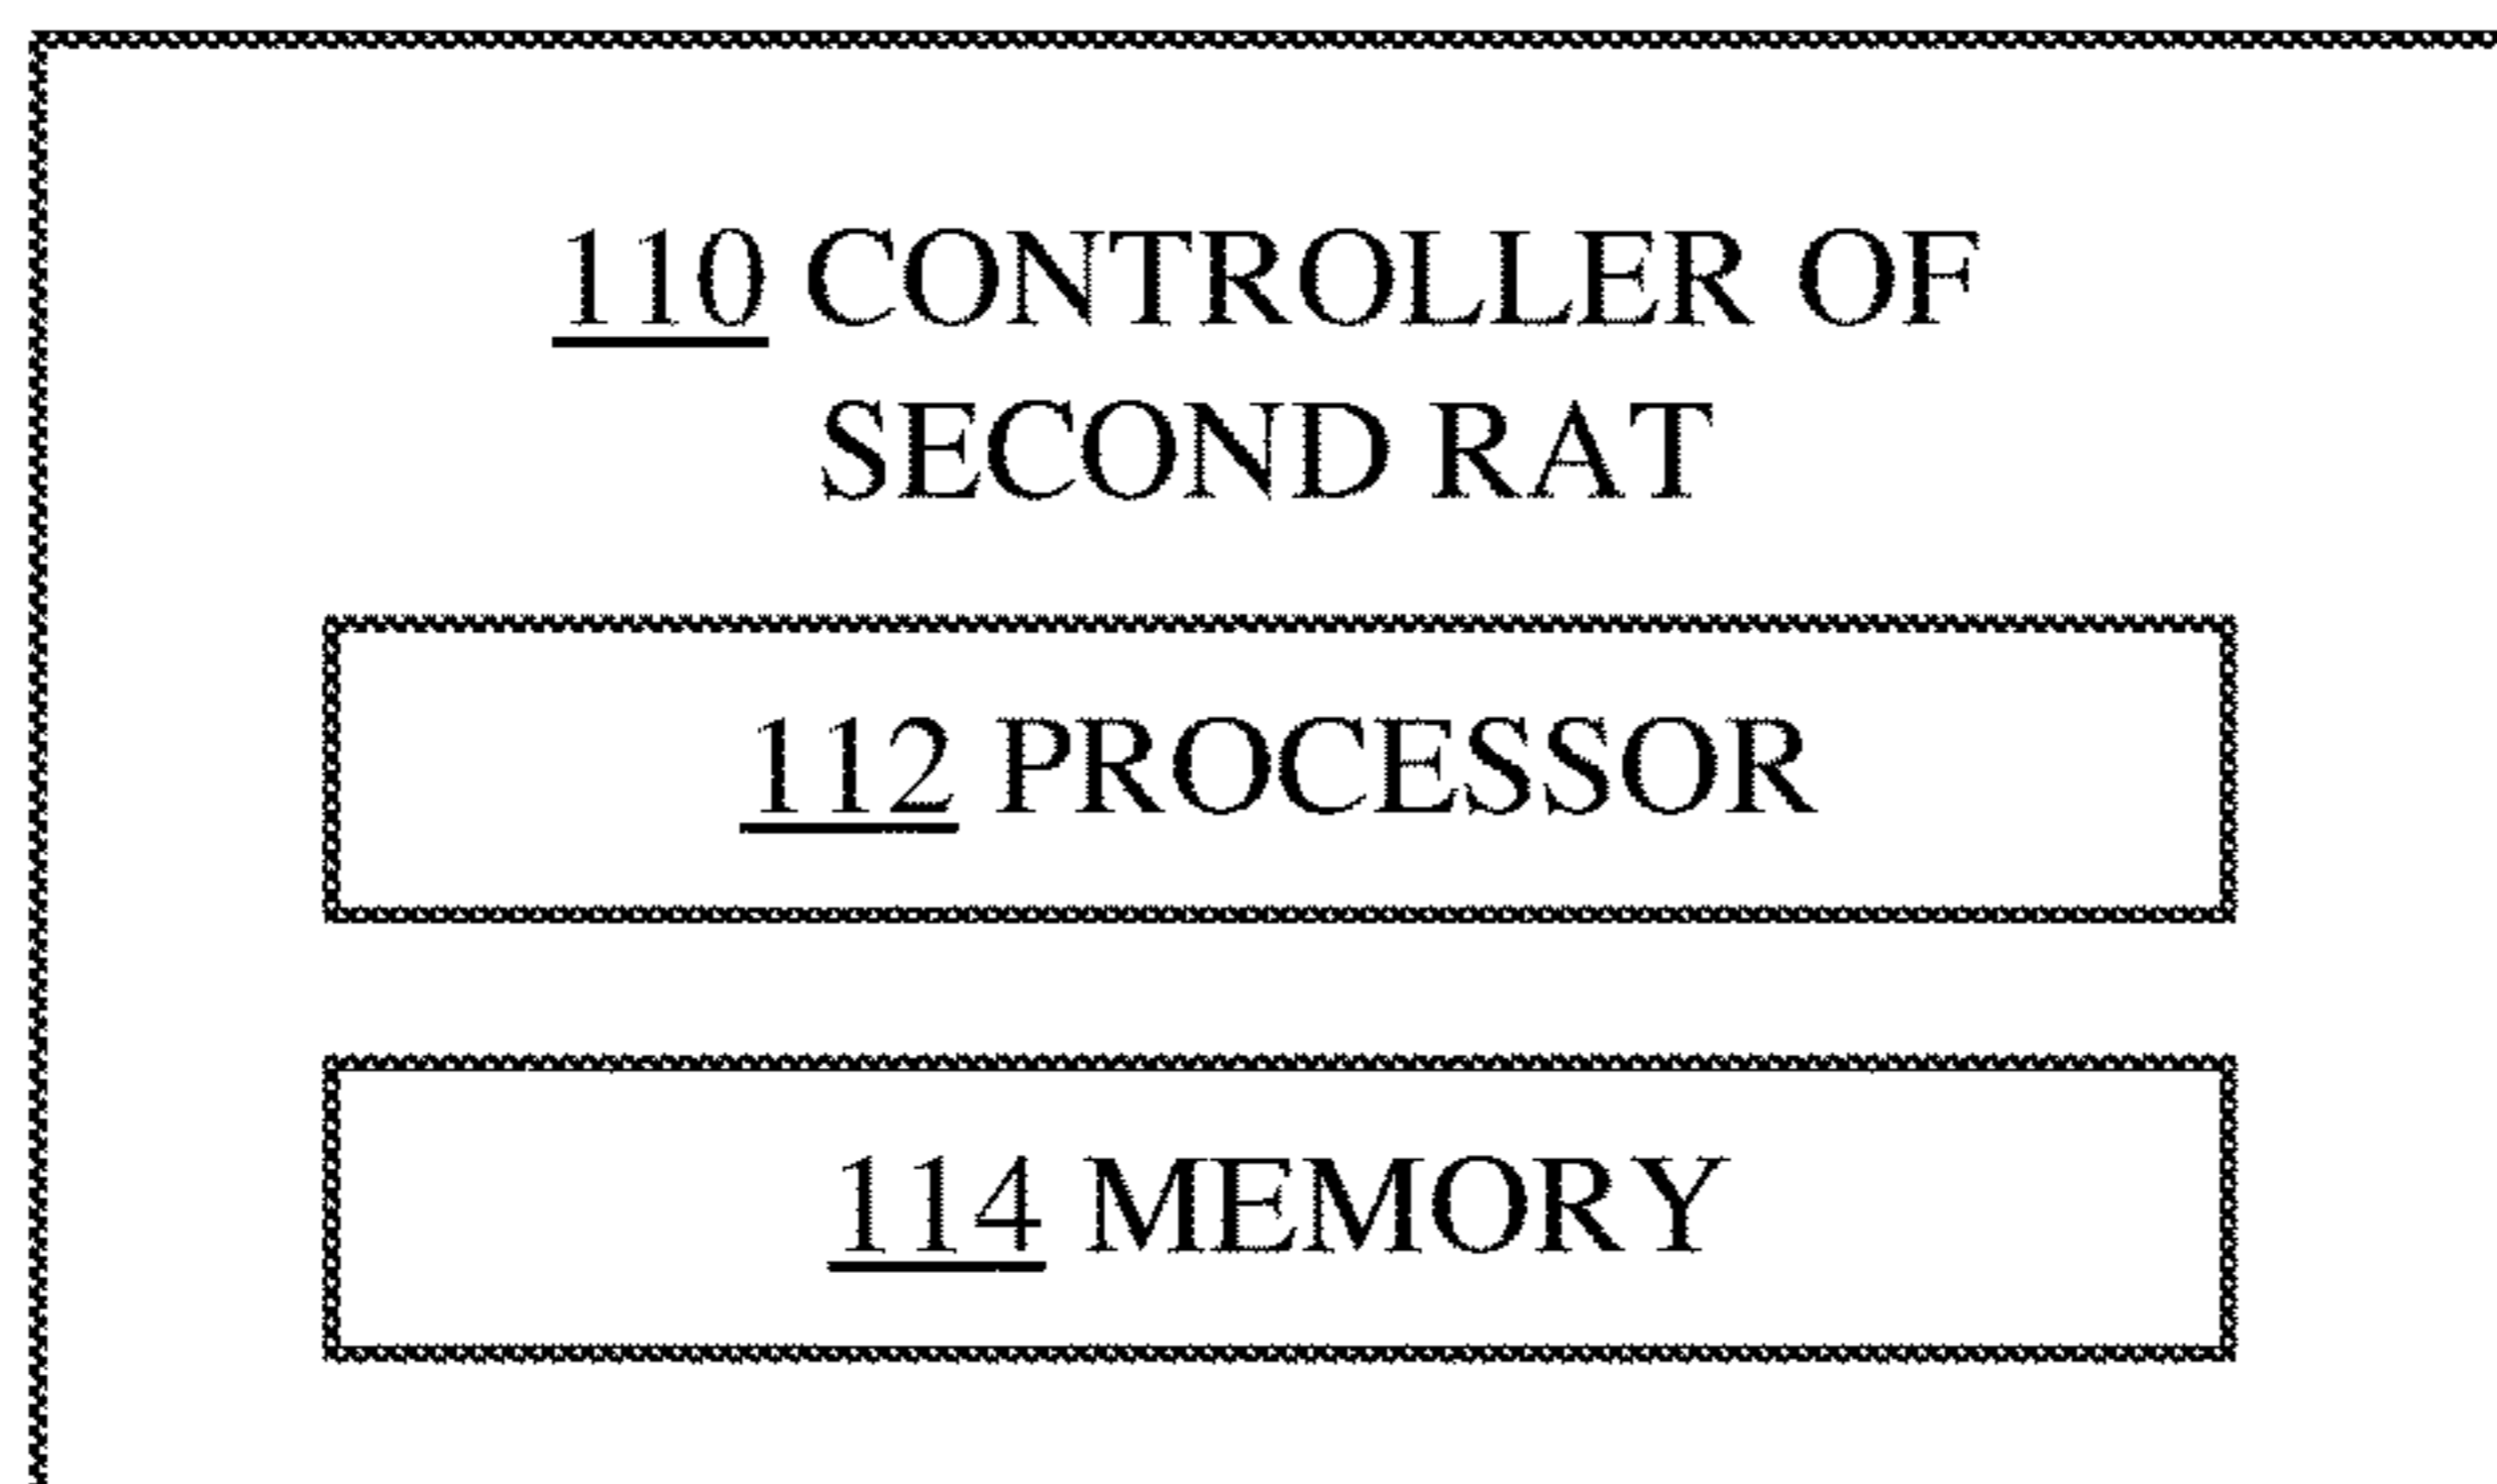 110 CONTROLLER OF
SECOND RAT
112 PROCESSOR
114 MEMORY